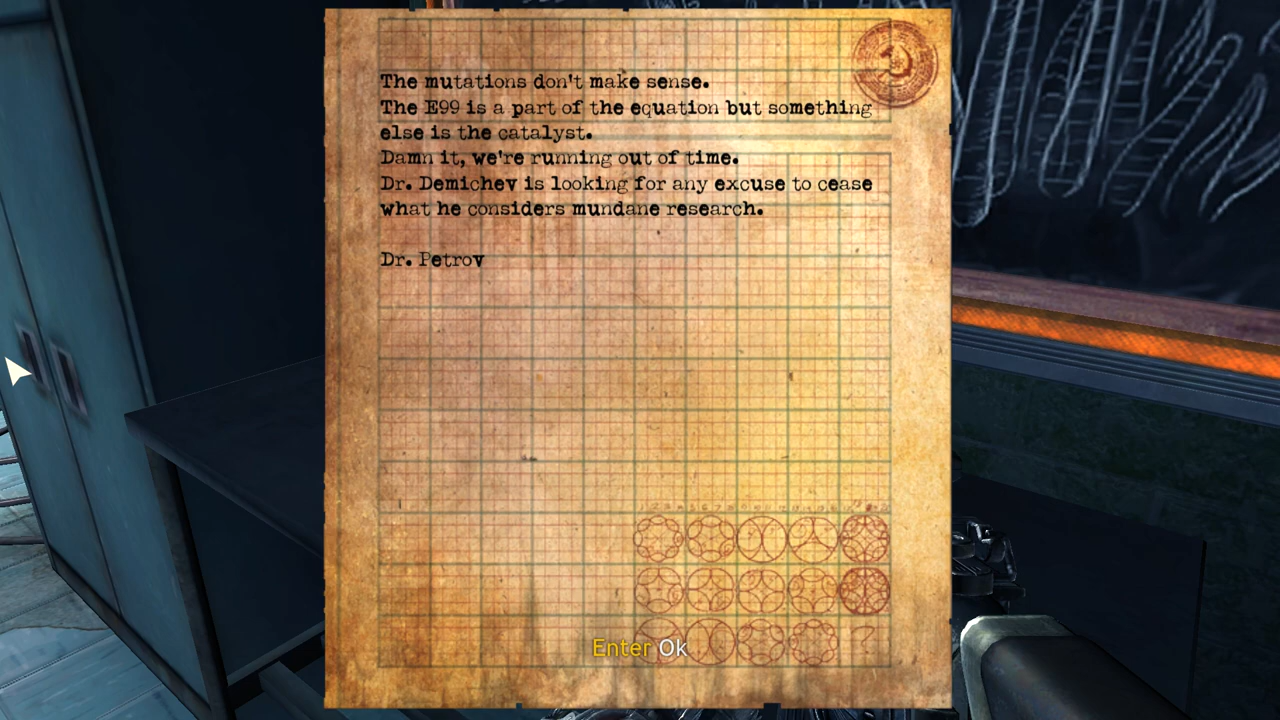 The mutations don't make sense.
The E99 is a part of the equation but something
else is the catalyst.
Damn it, we're running out of time.
Dr. Demichev is looking for any excuse to cease
what he considers mundane research.
Dr. Petrov
?
Enter Ok